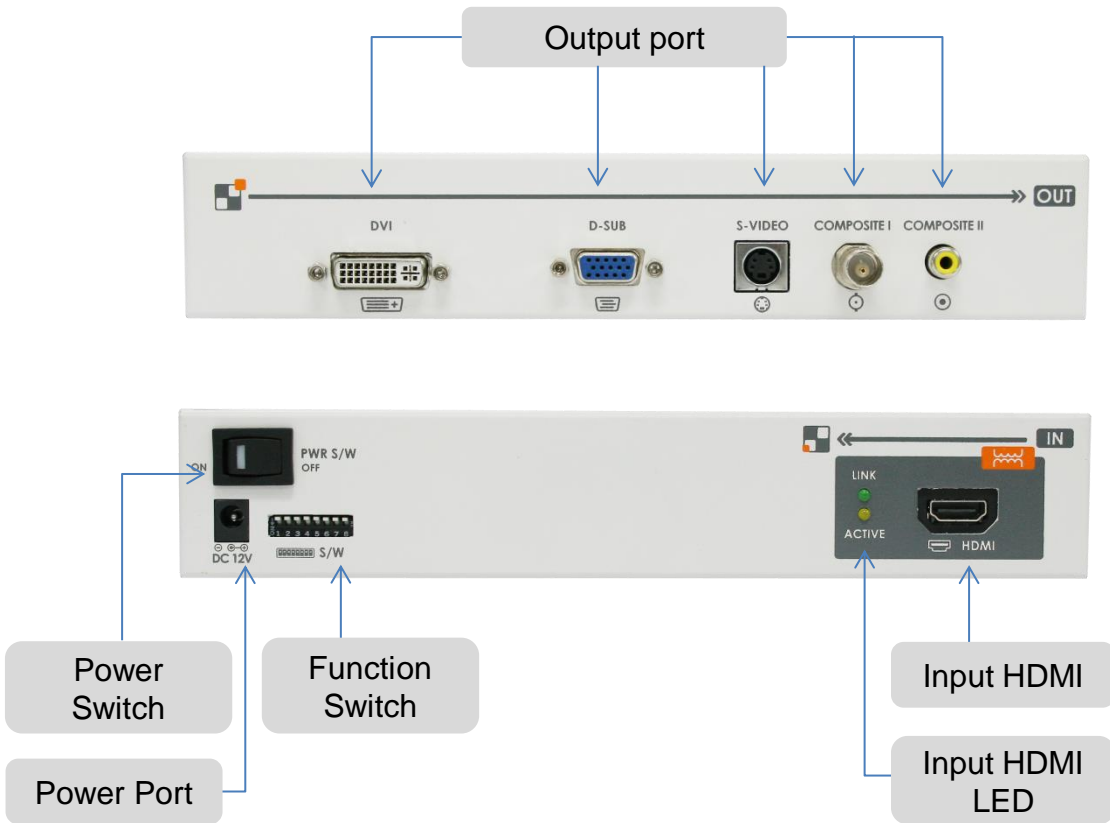 Output port
OUT
DVI
D-SUB
S-VIDEO
COMPOSITE I
COMPOSITE II
IN
PWR S/W
ON
OFF
LINK
1 2 3 4 5 6 7 8
ACTIVE
S/W
HDMI
DC 12V
Power
Switch
Function
Switch
Input HDMI
Power Port
Input HDMI
LED